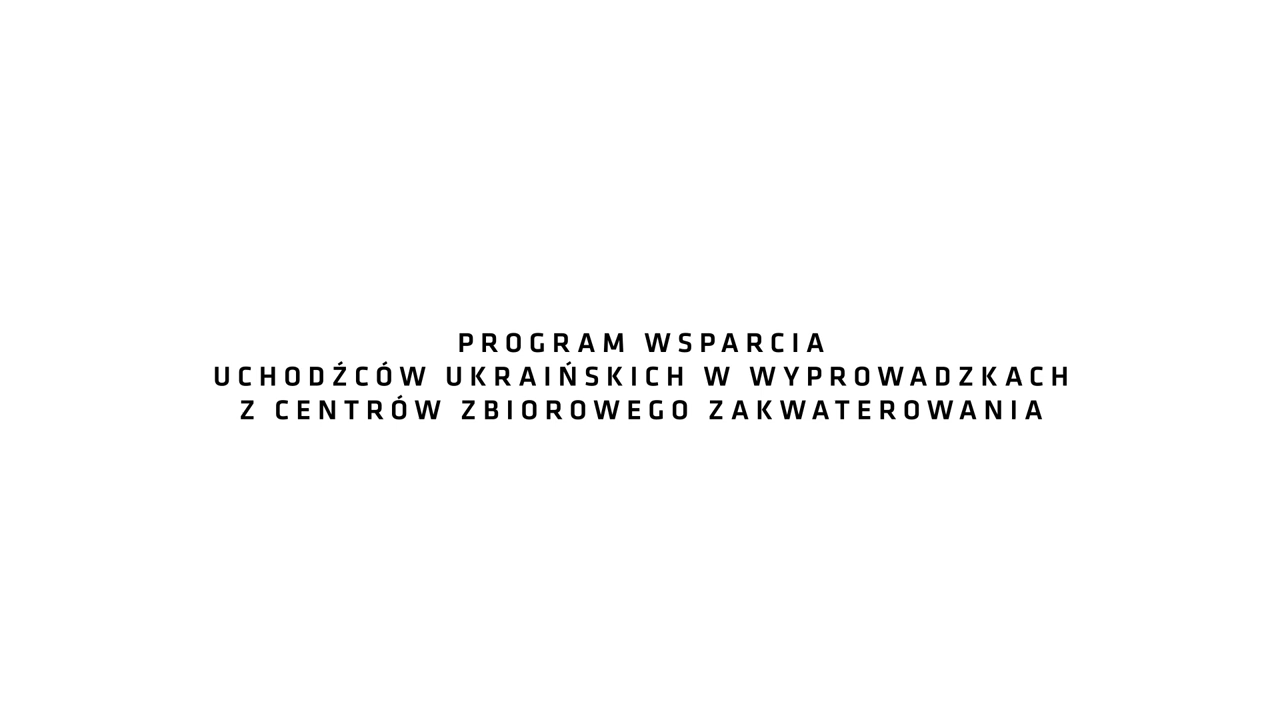 PROGRAM WSPARCIA
UCHODŹCÓW UKRAIŃSKICH W WYPROWADZKACH
Z CENTRÓW ZBIOROWEGO ZAKWATEROWANIA